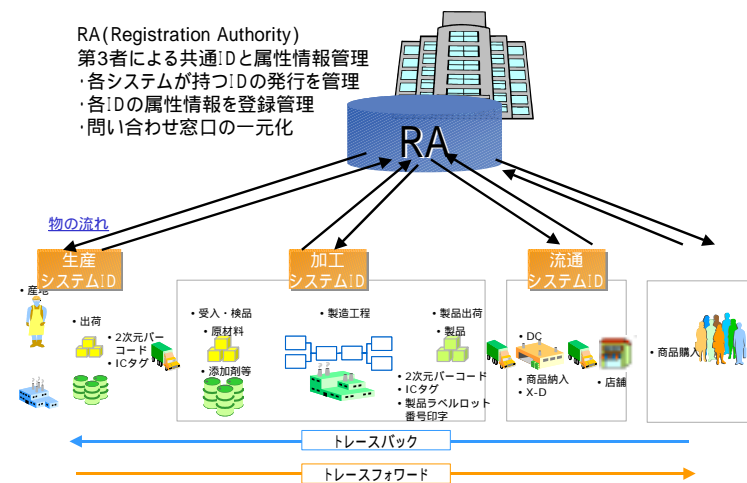 RA(Registration Authority)
第3者による共通IDと属性情報管理
･各システムが持つIDの発行を管理
･各IDの属性情報を登録管理
･問い合わせ窓口の一元化
RA
物の流れ
生産
システムID
加工
システムID
流通
システムID
• 産地
• 出荷
• 2次元バー
コード
• ICタグ
• 受入・検品
• 原材料
• 添加剤等
• 製造工程
• 製品出荷
• 製品
• 2次元バーコード
• ICタグ
• 製品ラベルロット
番号印字
• DC
• 商品納入
• X-D
• 店舗
• 商品購入
トレースバック
トレースフォワード